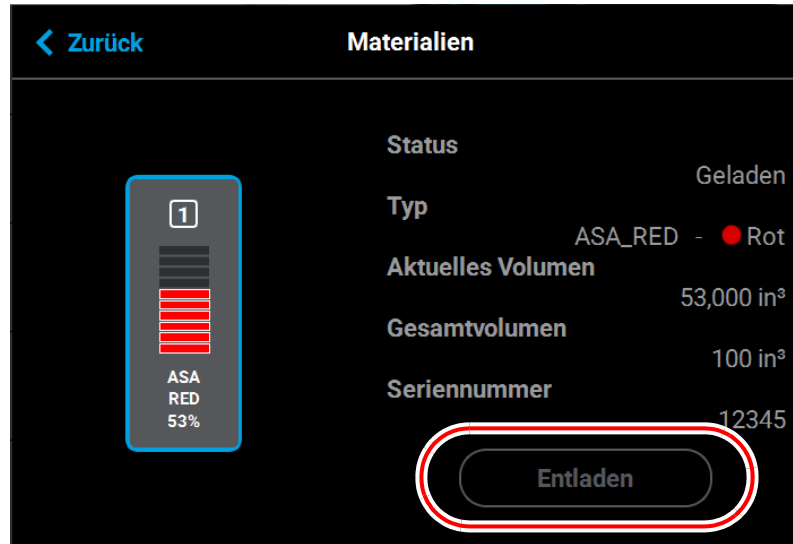 Zurück
Materialien
1
ASA
RED
53%
Status
Geladen
Typ
ASA_RED - Rot
Aktuelles Volumen
53,000 in³
Gesamtvolumen
100 in³
Seriennummer
12345
Entladen